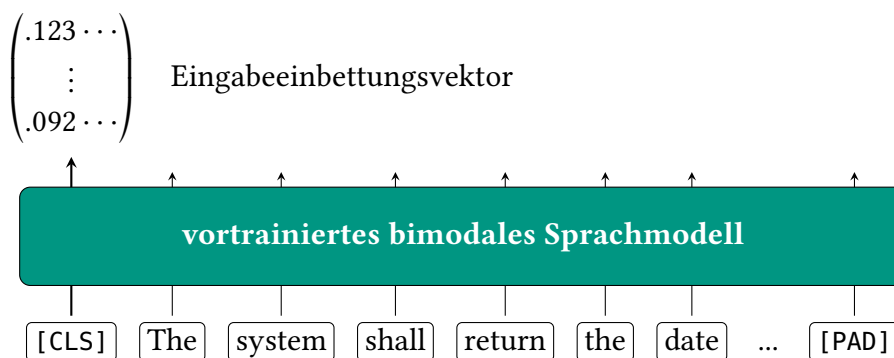 .123 ⋯
⋮
.092 ⋯
Eingabeeinbettungsvektor
vortrainiertes bimodales Sprachmodell
[CLS] The system shall return the date ... [PAD]